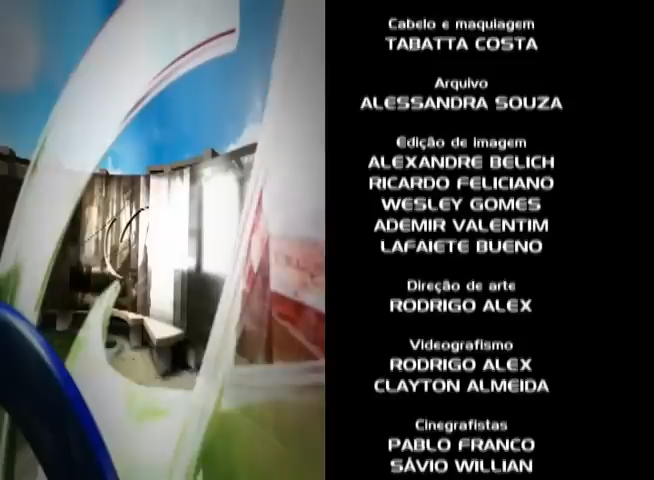 Cabelo e maquiagem
TABATTA COSTA
Arquivo
ALESSANDRA SOUZA
Edição de imagem
ALEXANDRE BELICH
RICARDO FELICIANO
WESLEY GOMES
ADEMIR VALENTIM
LAFAIETE BUENO
Direção de arte
RODRIGO ALEX
Videografismo
RODRIGO ALEX
CLAYTON ALMEIDA
Cinegrafistas
PABLO FRANCO
SÁVIO WILLIAN